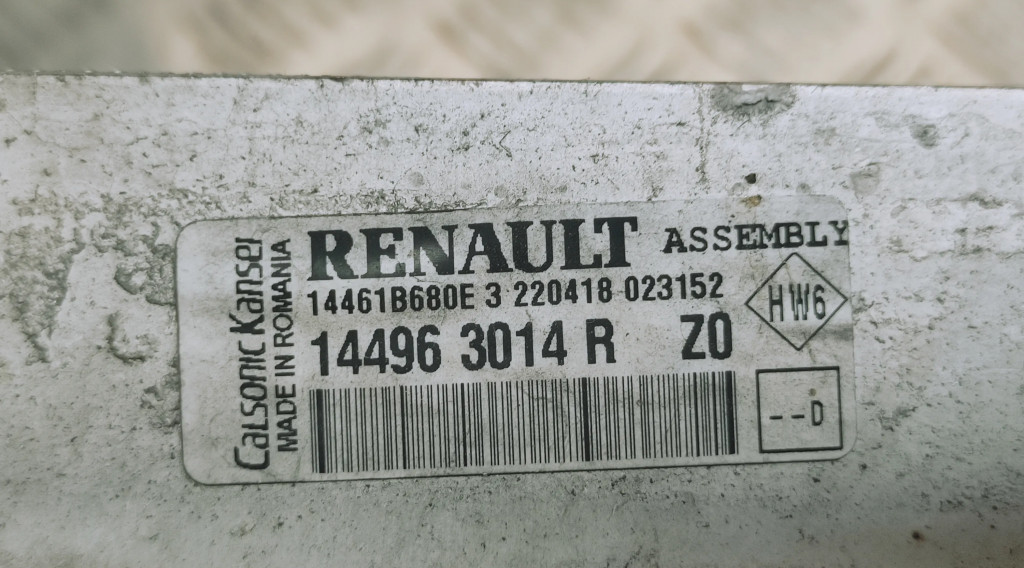 Calsonic Kansei
MADE IN ROMANIA
RENAULT ASSEMBLY
14461B680E 3 220418 023152
14496 3014 R Z0
HW6
--D